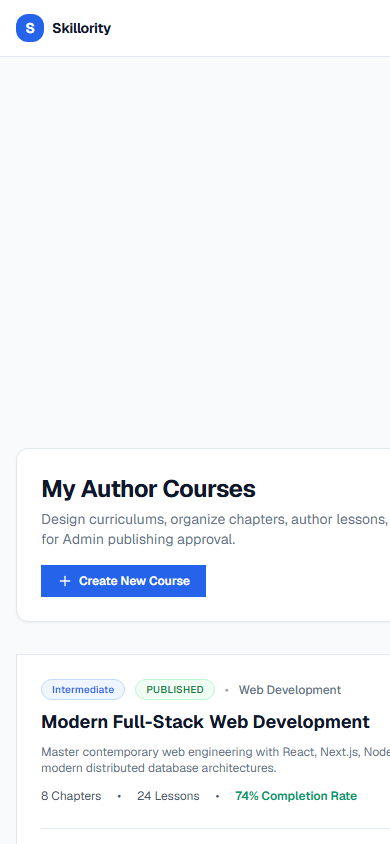 S Skillority
My Author Courses
Design curriculums, organize chapters, author lessons,
for Admin publishing approval.
+ Create New Course
Intermediate PUBLISHED • Web Development
Modern Full-Stack Web Development
Master contemporary web engineering with React, Next.js, Node
modern distributed database architectures.
8 Chapters • 24 Lessons • 74% Completion Rate